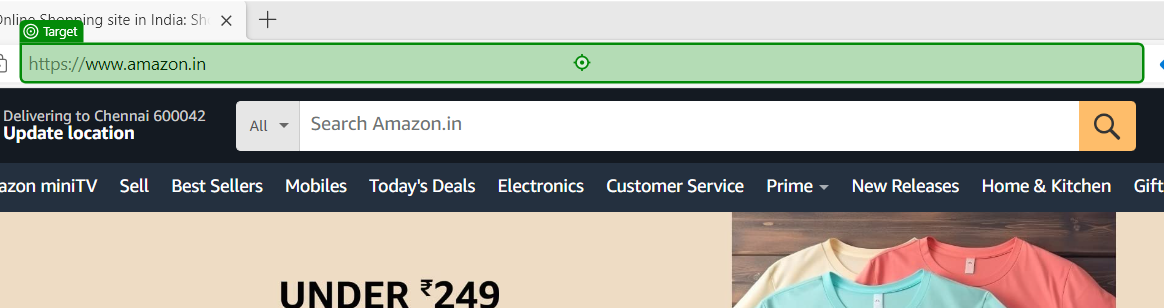 Online Shopping site in India: Sh
Target
https://www.amazon.in
Delivering to Chennai 600042
Update location
All
Search Amazon.in
azon miniTV Sell Best Sellers Mobiles Today's Deals Electronics Customer Service Prime New Releases Home & Kitchen Gift
UNDER ₹249